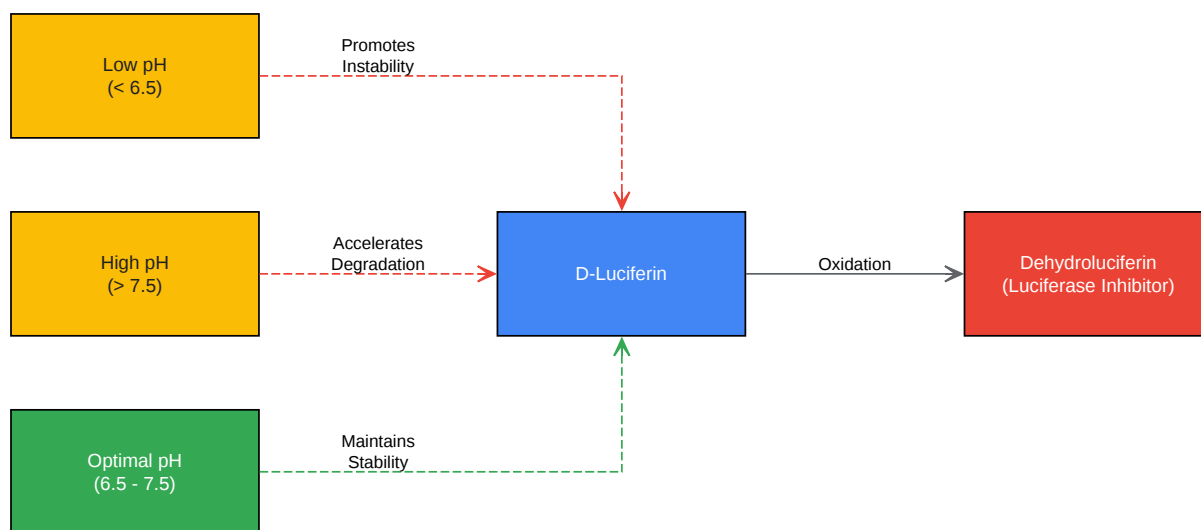 Low pH
(< 6.5)
Promotes
Instability
High pH
(> 7.5)
Accelerates
Degradation
D-Luciferin
Oxidation
Dehydroluciferin
(Luciferase Inhibitor)
Optimal pH
(6.5 - 7.5)
Maintains
Stability